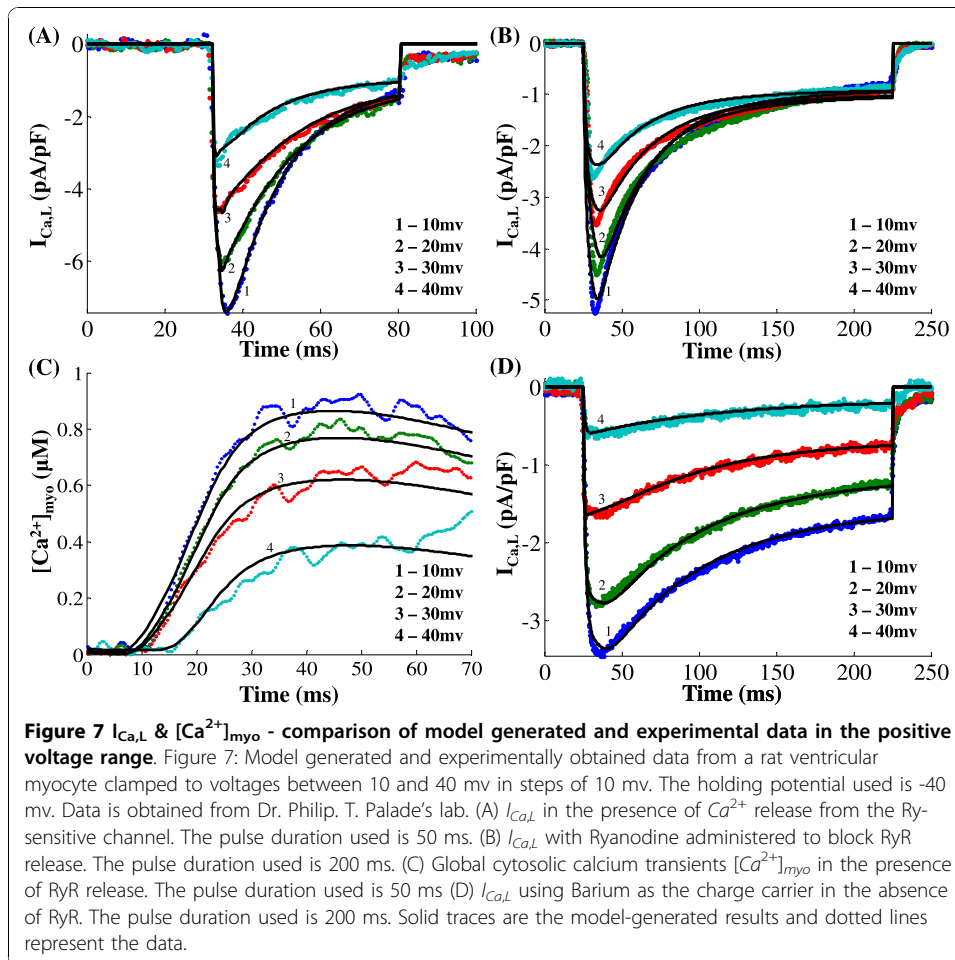 (A)
0
-2
-4
-6
I_Ca,L (pA/pF)
4
3
2
1
1 – 10mv
2 – 20mv
3 – 30mv
4 – 40mv
0 20 40 60 80 100
Time (ms)
(B)
0
-1
-2
-3
-4
-5
I_Ca,L (pA/pF)
4
3
2
1
1 – 10mv
2 – 20mv
3 – 30mv
4 – 40mv
0 50 100 150 200 250
Time (ms)
(C)
1
0.8
0.6
0.4
0.2
0
[Ca²⁺]myo (μM)
1
2
3
4
1 – 10mv
2 – 20mv
3 – 30mv
4 – 40mv
0 10 20 30 40 50 60 70
Time (ms)
(D)
0
-1
-2
-3
I_Ca,L (pA/pF)
4
3
2
1
1 – 10mv
2 – 20mv
3 – 30mv
4 – 40mv
0 50 100 150 200 250
Time (ms)
Figure 7 I_Ca,L & [Ca²⁺]myo - comparison of model generated and experimental data in the positive
voltage range. Figure 7: Model generated and experimentally obtained data from a rat ventricular
myocyte clamped to voltages between 10 and 40 mv in steps of 10 mv. The holding potential used is -40
mv. Data is obtained from Dr. Philip. T. Palade's lab. (A) I_Ca,L in the presence of Ca²⁺ release from the Ry-
sensitive channel. The pulse duration used is 50 ms. (B) I_Ca,L with Ryanodine administered to block RyR
release. The pulse duration used is 200 ms. (C) Global cytosolic calcium transients [Ca²⁺]myo in the presence
of RyR release. The pulse duration used is 50 ms (D) I_Ca,L using Barium as the charge carrier in the absence
of RyR. The pulse duration used is 200 ms. Solid traces are the model-generated results and dotted lines
represent the data.